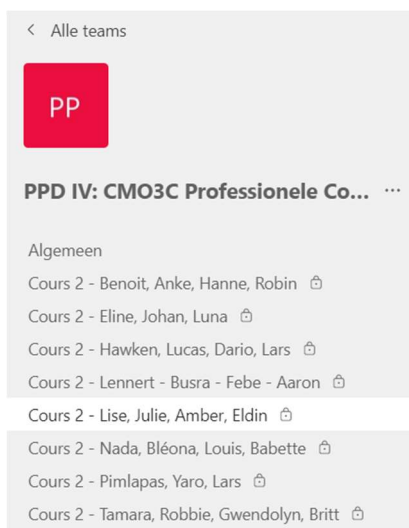 < Alle teams
PP
PPD IV: CMO3C Professionele Co... ...
Algemeen
Cours 2 - Benoit, Anke, Hanne, Robin
Cours 2 - Eline, Johan, Luna
Cours 2 - Hawken, Lucas, Dario, Lars
Cours 2 - Lennert - Busra - Febe - Aaron
Cours 2 - Lise, Julie, Amber, Eldin
Cours 2 - Nada, Bléona, Louis, Babette
Cours 2 - Pimlapas, Yaro, Lars
Cours 2 - Tamara, Robbie, Gwendolyn, Britt